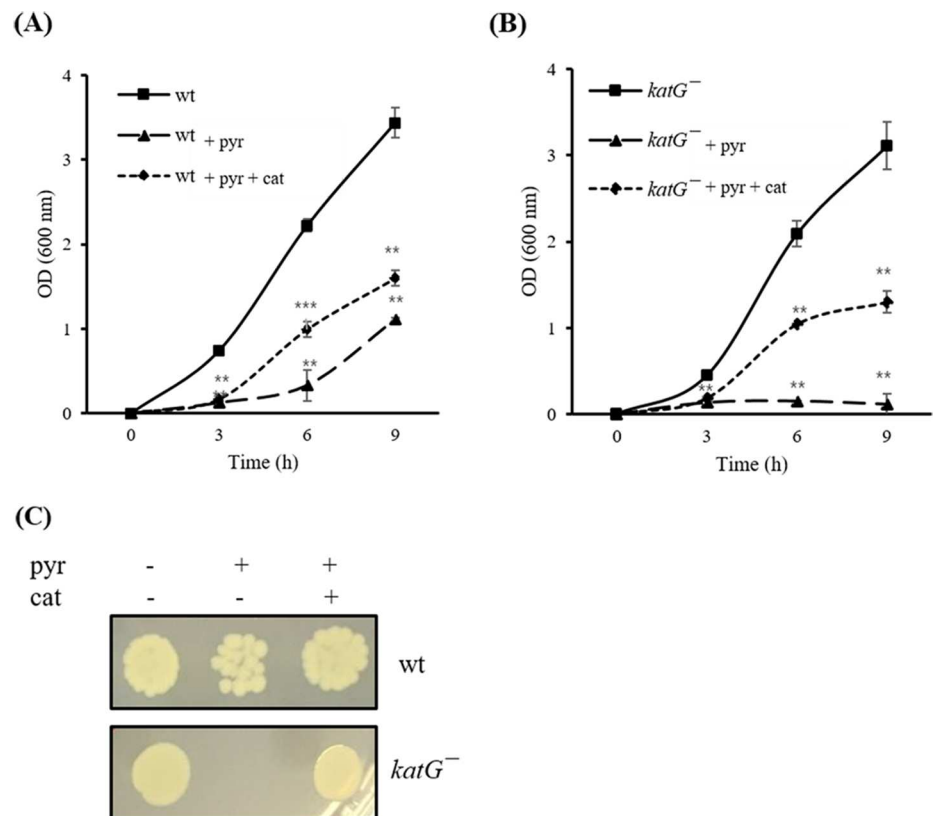 (A)
4
3
2
1
0
OD (600 nm)
wt
wt + pyr
wt + pyr + cat
**
**
***
**
**
**
0 3 6 9
Time (h)
(B)
4
3
2
1
0
OD (600 nm)
katG⁻
katG⁻ + pyr
katG⁻ + pyr + cat
**
**
**
**
**
0 3 6 9
Time (h)
(C)
pyr - + +
cat - - +
wt
katG⁻